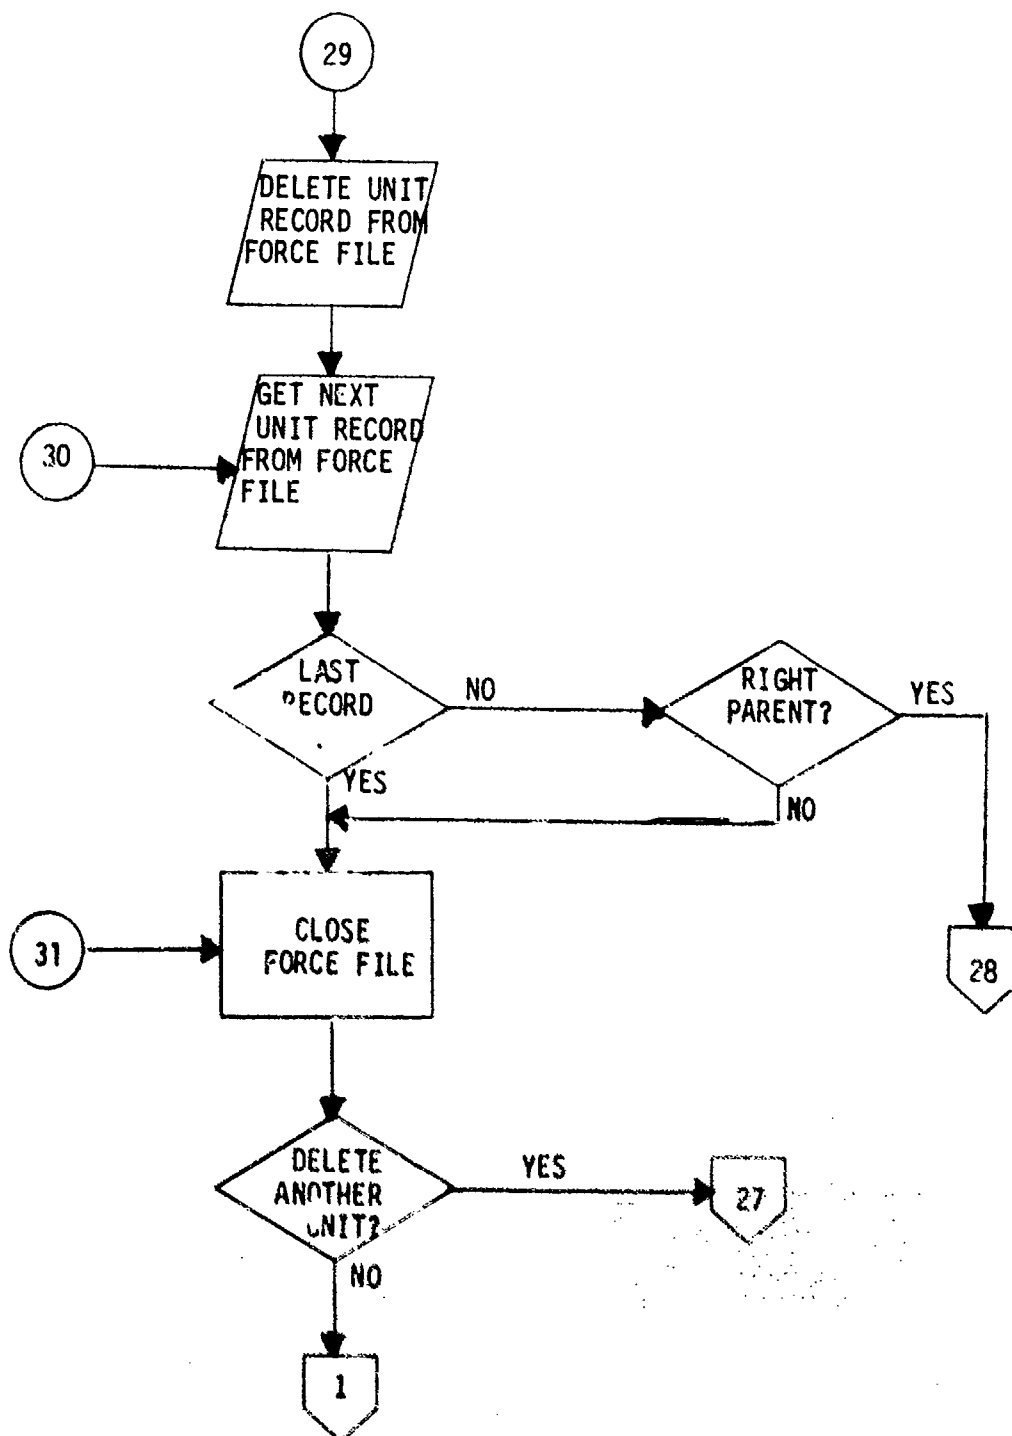 29
DELETE UNIT
RECORD FROM
FORCE FILE
GET NEXT
UNIT RECORD
FROM FORCE
FILE
30
LAST
RECORD
NO
RIGHT
PARENT?
YES
YES
NO
CLOSE
FORCE FILE
31
28
DELETE
ANOTHER
UNIT?
YES
27
NO
1